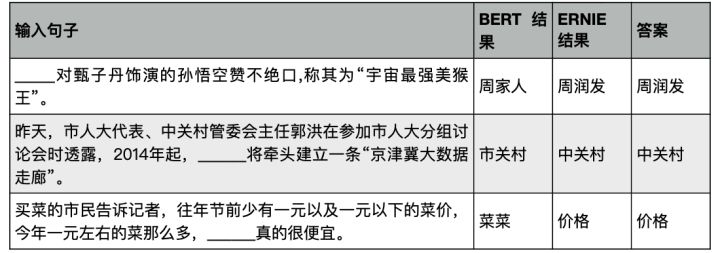 输入句子
BERT 结果
ERNIE 结果
答案
_____对甄子丹饰演的孙悟空赞不绝口,称其为“宇宙最强美猴
王”。
周家人
周润发
周润发
昨天，市人大代表、中关村管委会主任郭洪在参加市人大分组讨
论会时透露，2014年起，______将牵头建立一条“京津冀大数据
走廊”。
市关村
中关村
中关村
买菜的市民告诉记者，往年节前少有一元以及一元以下的菜价，
今年一元左右的菜那么多，______真的很便宜。
菜菜
价格
价格